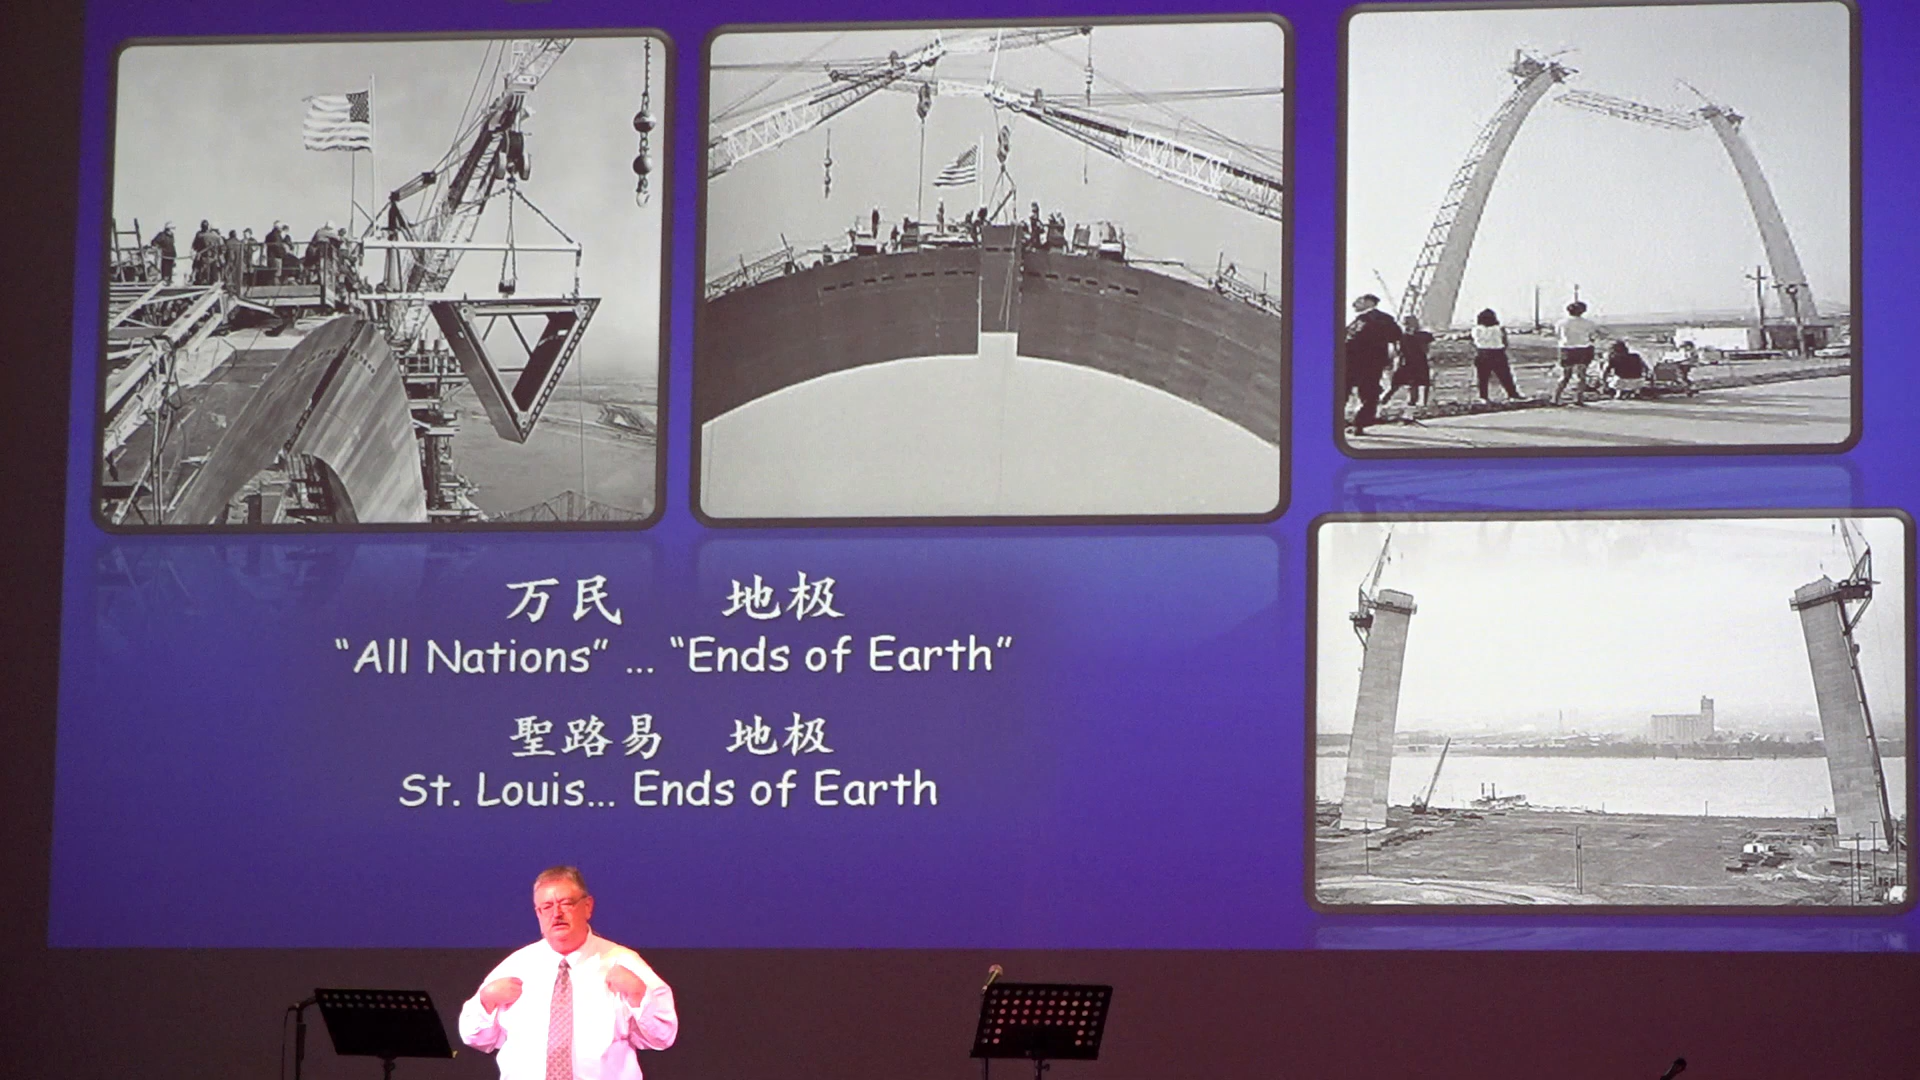 万民 地极
“All Nations” ... “Ends of Earth”
聖路易 地极
St. Louis... Ends of Earth